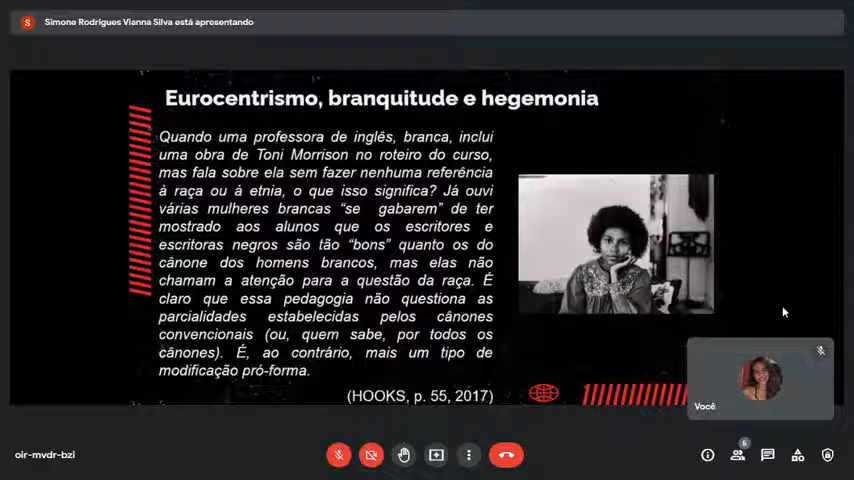 S Simone Rodrigues Vianna Silva está apresentando
Eurocentrismo, branquitude e hegemonia
Quando uma professora de inglês, branca, inclui
uma obra de Toni Morrison no roteiro do curso,
mas fala sobre ela sem fazer nenhuma referência
à raça ou à etnia, o que isso significa? Já ouvi
várias mulheres brancas “se gabarem” de ter
mostrado aos alunos que os escritores e
escritoras negros são tão “bons” quanto os do
cânone dos homens brancos, mas elas não
chamam a atenção para a questão da raça. É
claro que essa pedagogia não questiona as
parcialidades estabelecidas pelos cânones
convencionais (ou, quem sabe, por todos os
cânones). É, ao contrário, mais um tipo de
modificação pró-forma.
(HOOKS, p. 55, 2017)
Você
oir-mvdr-bzi
6